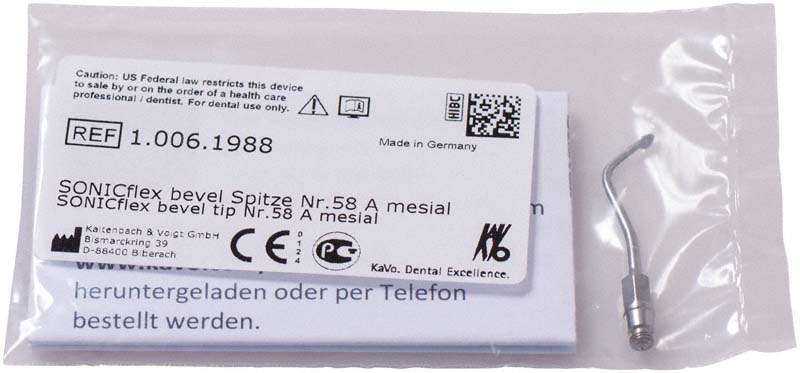 Caution: US Federal law restricts this device
to sale by or on the order of a health care
professional / dentist. For dental use only.
HIBC
REF 1.006.1988
Made in Germany
SONICflex bevel Spitze Nr.58 A mesial
SONICflex bevel tip Nr.58 A mesial
Kaltenbach & Voigt GmbH
Bismarckring 39
D-88400 Biberach
CE
0124
PC
KaVo
KaVo. Dental Excellence.
heruntergeladen oder per Telefon
bestellt werden.